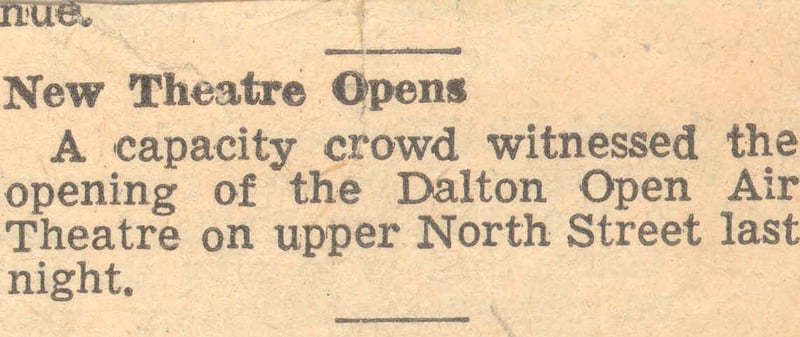 nue.
New Theatre Opens
A capacity crowd witnessed the
opening of the Dalton Open Air
Theatre on upper North Street last
night.